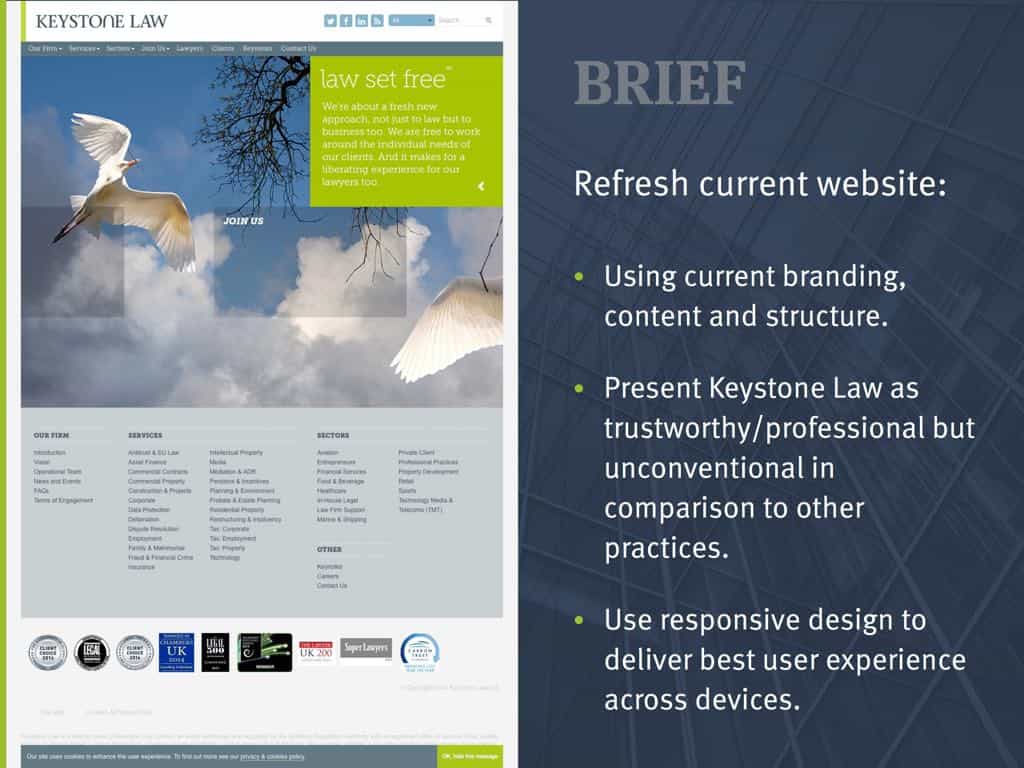 KEYSTONE LAW
All
Search
Our Firm Services Sectors Join Us Lawyers Clients Keynotes Contact Us
law set free™
We're about a fresh new
approach, not just to law but to
business too. We are free to work
around the individual needs of
our clients. And it makes for a
liberating experience for our
lawyers too.
JOIN US
OUR FIRM
Introduction
Vision
Operational Team
News and Events
FAQs
Terms of Engagement
SERVICES
Antitrust & EU Law
Asset Finance
Commercial Contracts
Commercial Property
Construction & Projects
Corporate
Data Protection
Defamation
Dispute Resolution
Employment
Family & Matrimonial
Fraud & Financial Crime
Insurance
Intellectual Property
Media
Mediation & ADR
Pensions & Incentives
Planning & Environment
Probate & Estate Planning
Residential Property
Restructuring & Insolvency
Tax: Corporate
Tax: Employment
Tax: Property
Technology
SECTORS
Aviation
Entrepreneurs
Financial Services
Food & Beverage
Healthcare
In-House Legal
Law Firm Support
Marine & Shipping
Private Client
Professional Practices
Property Development
Retail
Sports
Technology Media &
Telecoms (TMT)
OTHER
Keynotes
Careers
Contact Us
CLIENT
CHOICE
2014
LEGAL
CLIENT
CHOICE
2014
CHAMBERS
UK
2014
LEGAL
500
THE LAWYER
UK 200
Super Lawyers
CARBON
TRUST
Our site uses cookies to enhance the user experience. To find out more see our privacy & cookies policy.
OK, hide this message
BRIEF
Refresh current website:
• Using current branding,
content and structure.
• Present Keystone Law as
trustworthy/professional but
unconventional in
comparison to other
practices.
• Use responsive design to
deliver best user experience
across devices.